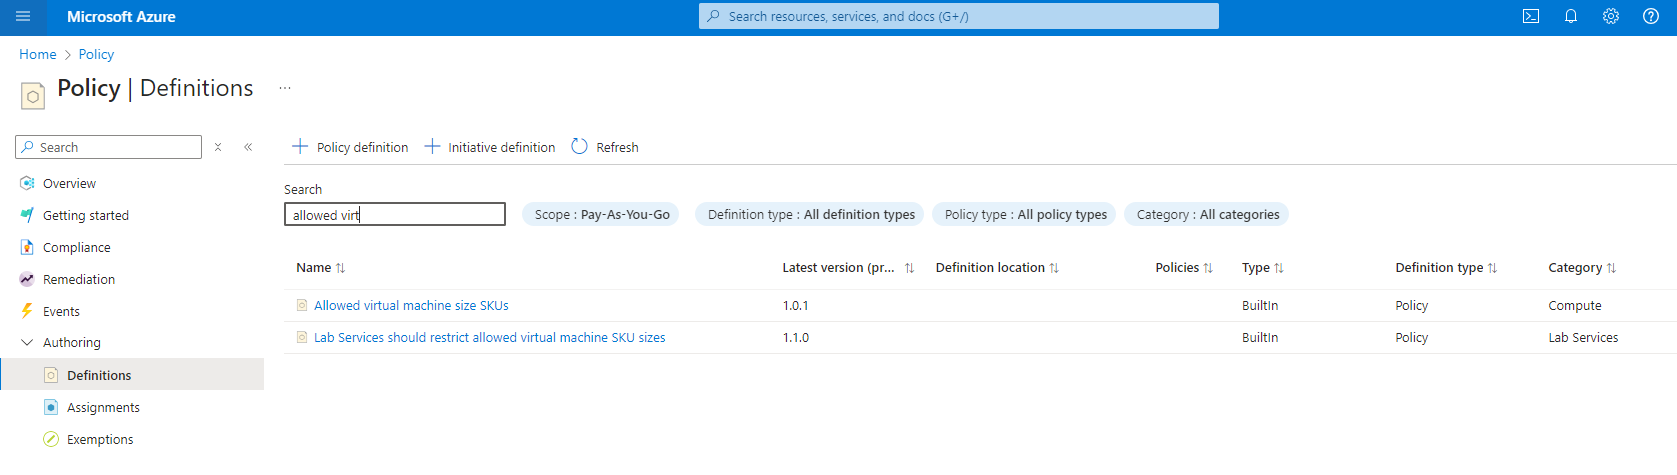 Microsoft Azure
Search resources, services, and docs (G+/)
Home > Policy
Policy | Definitions ...
Search
Overview
Getting started
Compliance
Remediation
Events
Authoring
Definitions
Assignments
Exemptions
+ Policy definition + Initiative definition Refresh
Search
allowed virt
Scope : Pay-As-You-Go
Definition type : All definition types
Policy type : All policy types
Category : All categories
Name Latest version (pr... Definition location Policies Type Definition type Category
Allowed virtual machine size SKUs 1.0.1 BuiltIn Policy Compute
Lab Services should restrict allowed virtual machine SKU sizes 1.1.0 BuiltIn Policy Lab Services